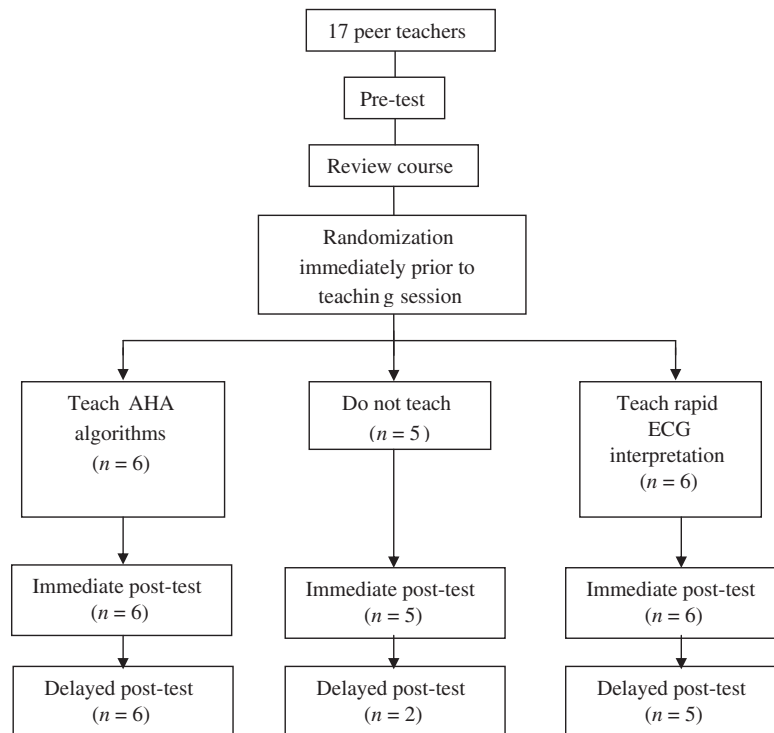 17 peer teachers
Pre-test
Review course
Randomization
immediately prior to
teaching session
Teach AHA
algorithms
(n = 6)
Do not teach
(n = 5)
Teach rapid
ECG
interpretation
(n = 6)
Immediate post-test
(n = 6)
Immediate post-test
(n = 5)
Immediate post-test
(n = 6)
Delayed post-test
(n = 6)
Delayed post-test
(n = 2)
Delayed post-test
(n = 5)